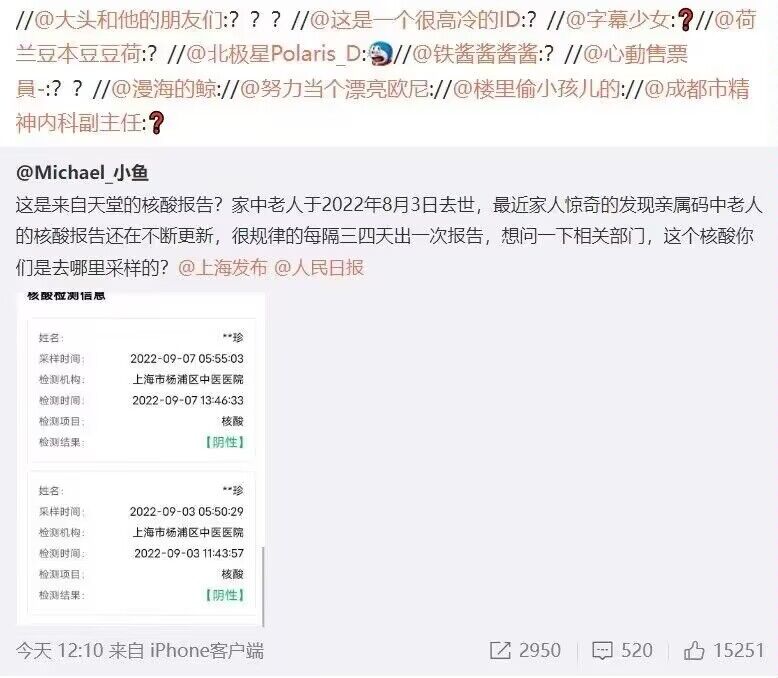 //@大头和他的朋友们:？？？//@这是一个很高冷的ID:？//@字幕少女:❓//@荷
兰豆本豆豆荷:？//@北极星Polaris_D://@铁酱酱酱酱:？//@心動售票
員-:？？//@漫海的鲸://@努力当个漂亮欧尼://@楼里偷小孩儿的://@成都市精
神内科副主任:❓
@Michael_小鱼
这是来自天堂的核酸报告？家中老人于2022年8月3日去世，最近家人惊奇的发现亲属码中老人
的核酸报告还在不断更新，很规律的每隔三四天出一次报告，想问一下相关部门，这个核酸你
们是去哪里采样的？@上海发布 @人民日报
核酸检测信息
姓名: **珍
采样时间: 2022-09-07 05:55:03
检测机构: 上海市杨浦区中医医院
检测时间: 2022-09-07 13:46:33
检测项目: 核酸
检测结果: 【阴性】
姓名: **珍
采样时间: 2022-09-03 05:50:29
检测机构: 上海市杨浦区中医医院
检测时间: 2022-09-03 11:43:57
检测项目: 核酸
检测结果: 【阴性】
今天 12:10 来自 iPhone客户端 2950 520 15251